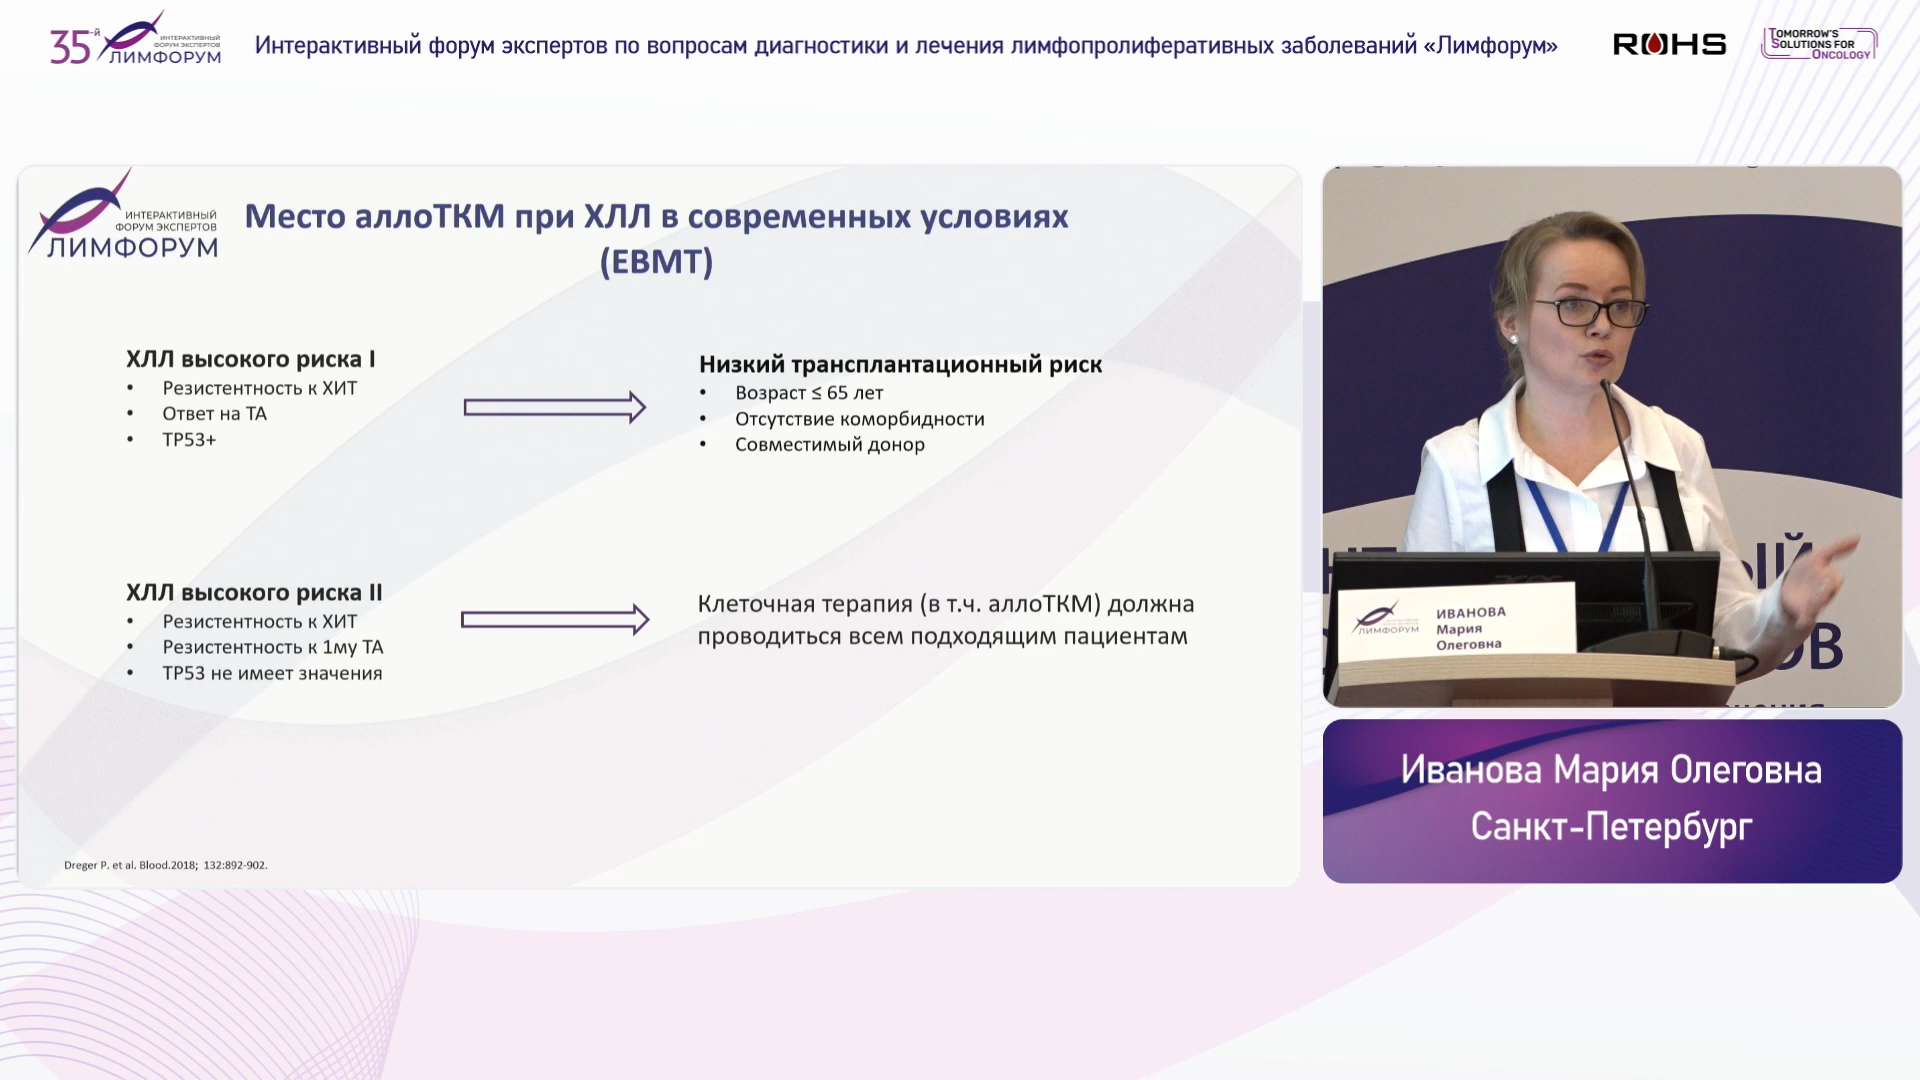 35-й
ИНТЕРАКТИВНЫЙ
ФОРУМ ЭКСПЕРТОВ
ЛИМФОРУМ
Интерактивный форум экспертов по вопросам диагностики и лечения лимфопролиферативных заболеваний «Лимфорум»
ROHS
TOMORROW'S
SOLUTIONS FOR
ONCOLOGY
ИНТЕРАКТИВНЫЙ
ФОРУМ ЭКСПЕРТОВ
ЛИМФОРУМ
Место аллоТКМ при ХЛЛ в современных условиях
(EBMT)
ХЛЛ высокого риска I
• Резистентность к ХИТ
• Ответ на ТА
• TP53+
Низкий трансплантационный риск
• Возраст ≤ 65 лет
• Отсутствие коморбидности
• Совместимый донор
ХЛЛ высокого риска II
• Резистентность к ХИТ
• Резистентность к 1му ТА
• TP53 не имеет значения
Клеточная терапия (в т.ч. аллоТКМ) должна
проводиться всем подходящим пациентам
Dreger P. et al. Blood.2018; 132:892-902.
ЛИМФОРУМ
ИВАНОВА
Мария
Олеговна
Иванова Мария Олеговна
Санкт-Петербург